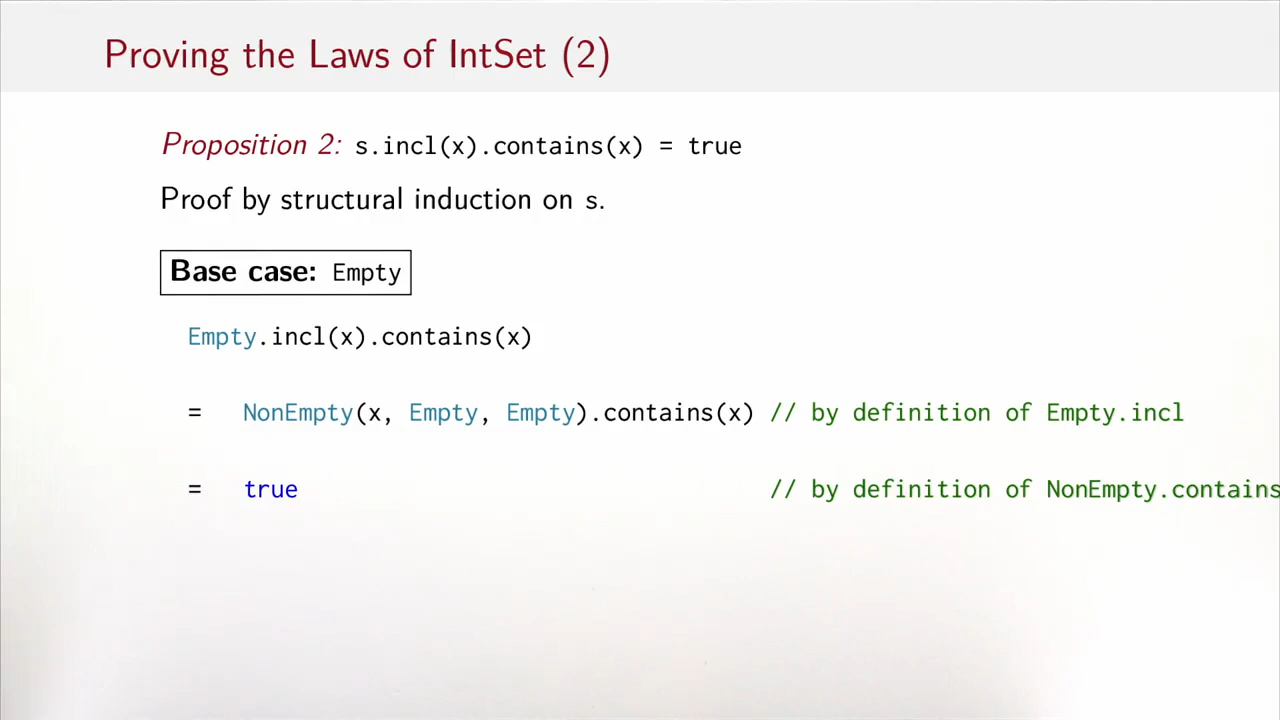 Proving the Laws of IntSet (2)
Proposition 2: s.incl(x).contains(x) = true
Proof by structural induction on s.
Base case: Empty
Empty.incl(x).contains(x)
= NonEmpty(x, Empty, Empty).contains(x) // by definition of Empty.incl
= true // by definition of NonEmpty.contains